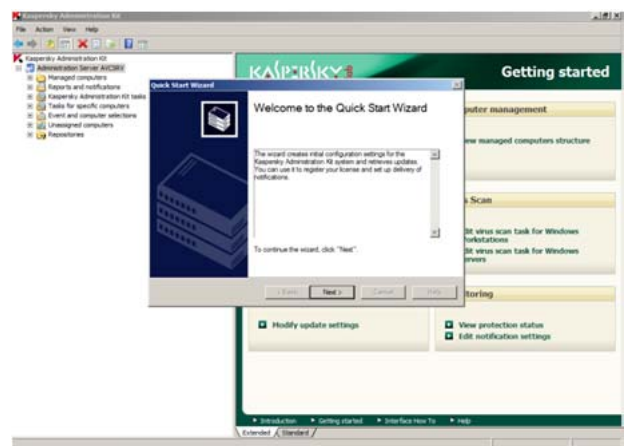 Kaspersky Administration Kit
File Action View Help
Kaspersky Administration Kit
Administration Server AVCSRV
Managed computers
Reports and notifications
Kaspersky Administration Kit tasks
Tasks for specific computers
Event and computer selections
Unassigned computers
Repositories
KASPERSKY
Getting started
Quick Start Wizard
Welcome to the Quick Start Wizard
The wizard creates initial configuration settings for the
Kaspersky Administration Kit system and retrieves updates.
You can use it to register your license and set up delivery of
notifications.
To continue the wizard, click "Next".
< Back Next > Cancel Help
puter management
ew managed computers structure
s Scan
dit virus scan task for Windows
orkstations
dit virus scan task for Windows
ervers
itoring
Modify update settings
View protection status
Edit notification settings
Introduction Getting started Interface How To Help
Extended Standard